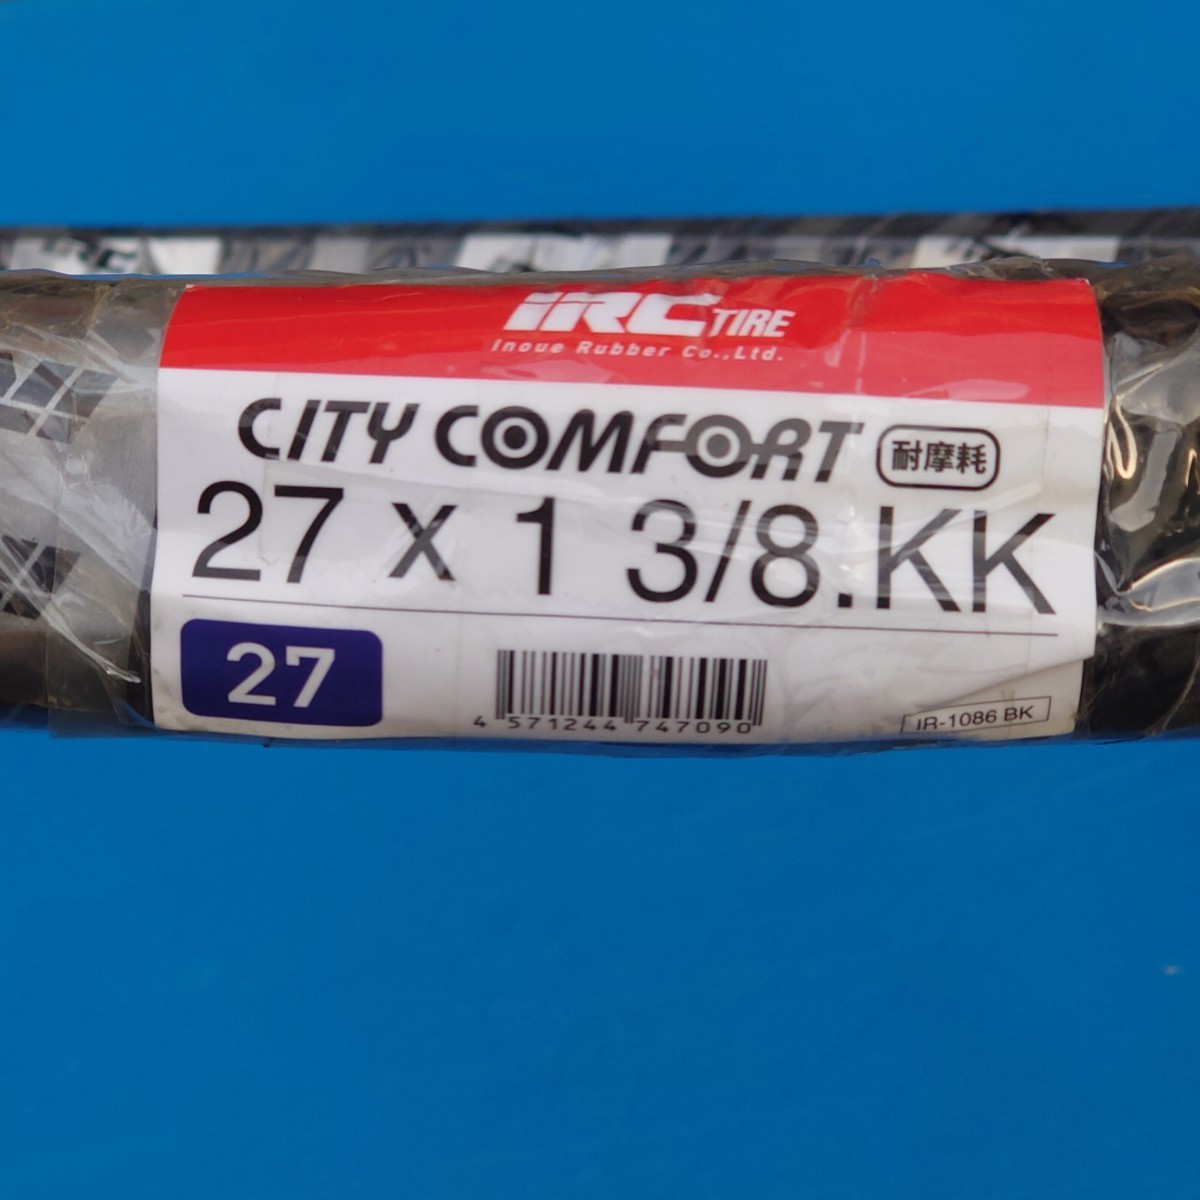 IRC TIRE
Inoue Rubber Co.,Ltd.
CITY COMFORT 耐摩耗
27 x 1 3/8.KK
27
4 571244 747090
IR-1086 BK